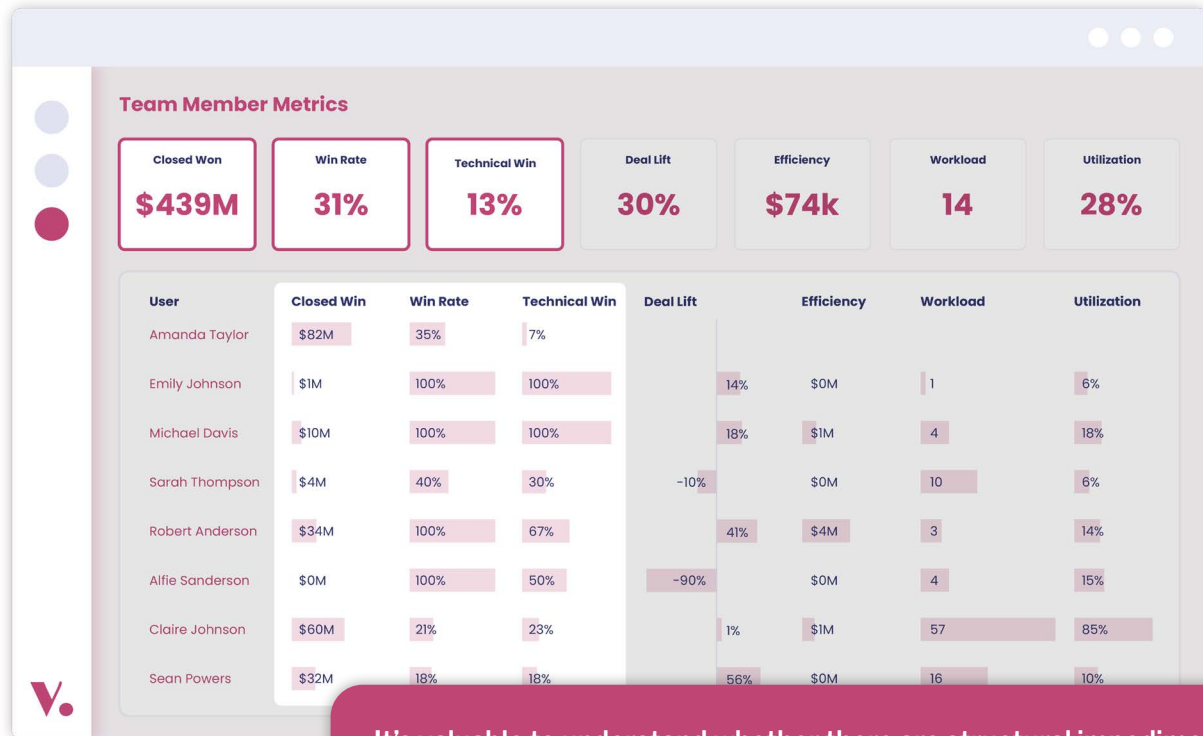 Team Member Metrics
Closed Won Win Rate Technical Win Deal Lift Efficiency Workload Utilization
$439M 31% 13% 30% $74k 14 28%
User Closed Win Win Rate Technical Win Deal Lift Efficiency Workload Utilization
Amanda Taylor $82M 35% 7%
Emily Johnson $1M 100% 100% 14% $0M 1 6%
Michael Davis $10M 100% 100% 18% $1M 4 18%
Sarah Thompson $4M 40% 30% -10% $0M 10 6%
Robert Anderson $34M 100% 67% 41% $4M 3 14%
Alfie Sanderson $0M 100% 50% -90% $0M 4 15%
Claire Johnson $60M 21% 23% 1% $1M 57 85%
Sean Powers $32M 18% 18% 56% $0M 16 10%
V.